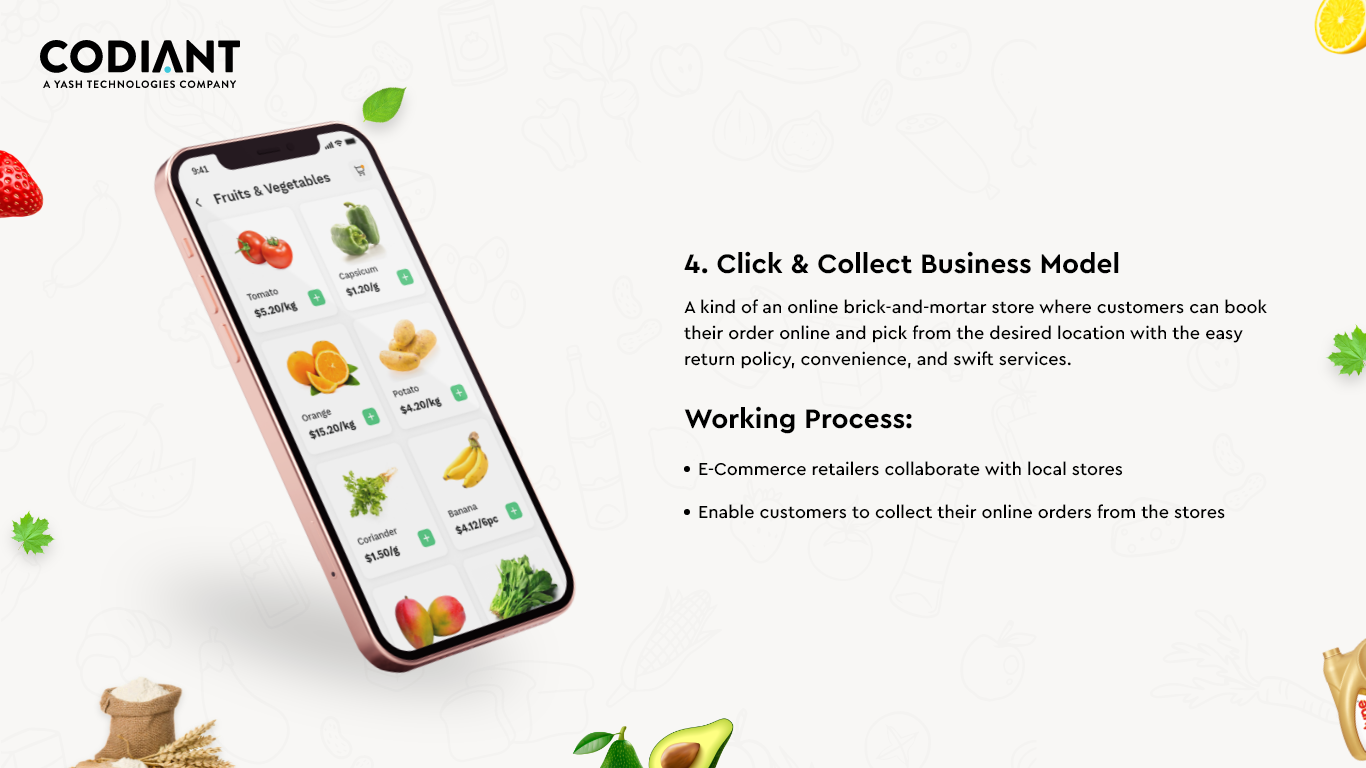 CODIANT
A YASH TECHNOLOGIES COMPANY
9:41
Fruits & Vegetables
Tomato
$5.20/kg
Capsicum
$1.20/g
Orange
$15.20/kg
Potato
$4.20/kg
Coriander
$1.50/g
Banana
$4.12/6pc
4. Click & Collect Business Model
A kind of an online brick-and-mortar store where customers can book
their order online and pick from the desired location with the easy
return policy, convenience, and swift services.
Working Process:
• E-Commerce retailers collaborate with local stores
• Enable customers to collect their online orders from the stores